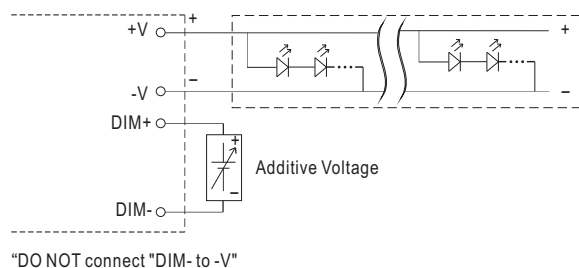 +V + +
-V − −
DIM+
+
Additive Voltage
−
DIM-
“DO NOT connect "DIM- to -V"